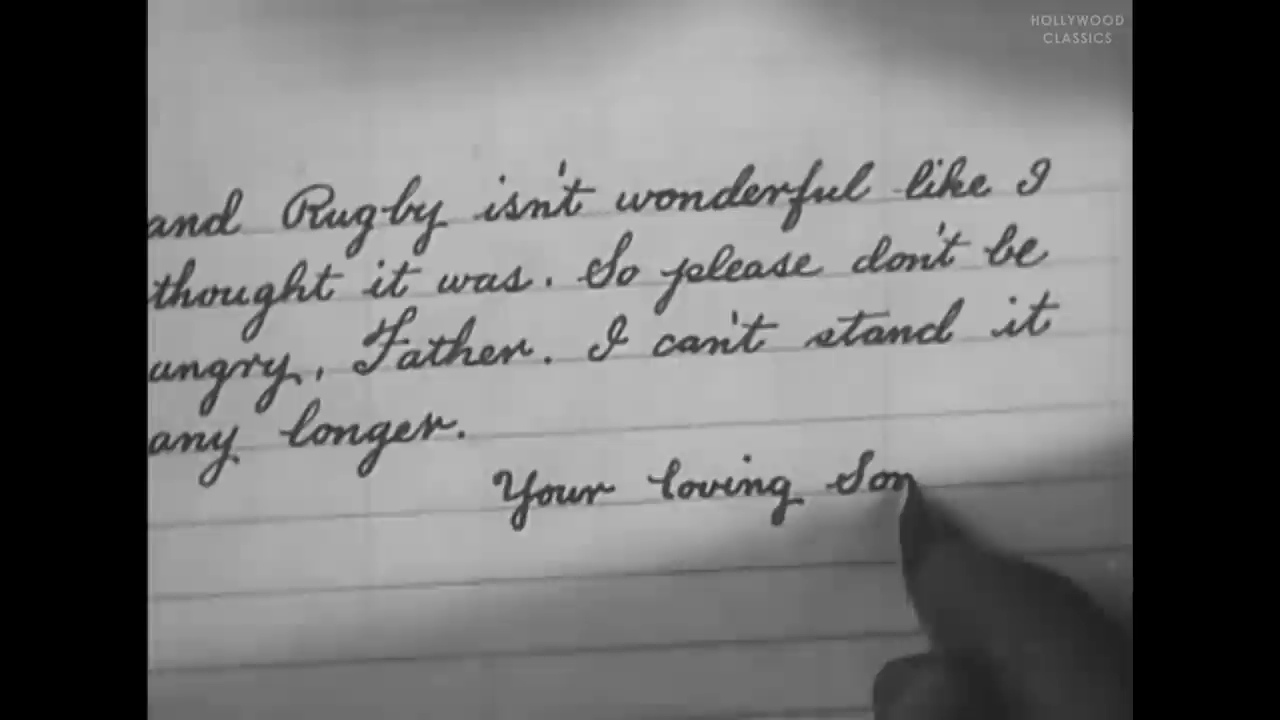 HOLLYWOOD
CLASSICS
and Rugby isn't wonderful like I
thought it was. So please don't be
angry, Father. I can't stand it
any longer.
Your loving Son